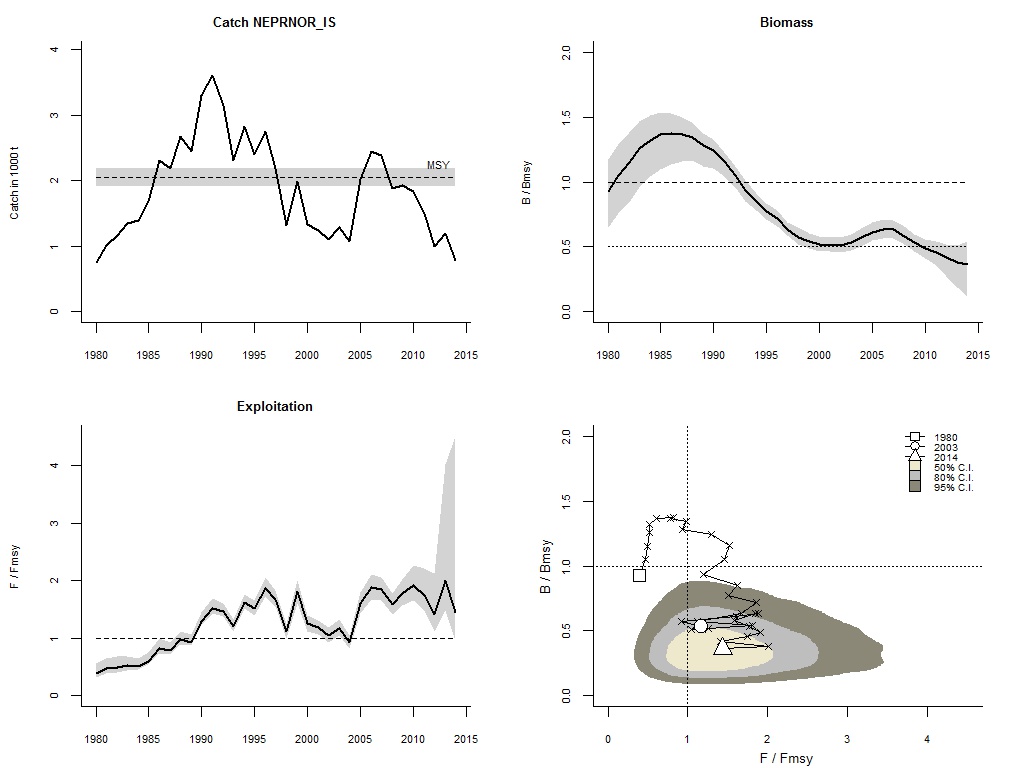 Catch NEPRNOR_IS
Catch in 1000 t
4
3
2
1
0
MSY
1980 1985 1990 1995 2000 2005 2010 2015
Biomass
B / Bmsy
2.0
1.5
1.0
0.5
0.0
1980 1985 1990 1995 2000 2005 2010 2015
Exploitation
F / Fmsy
4
3
2
1
0
1980 1985 1990 1995 2000 2005 2010 2015
B / Bmsy
2.0
1.5
1.0
0.5
0.0
1980
2003
2014
50% C.I.
80% C.I.
95% C.I.
0 1 2 3 4
F / Fmsy